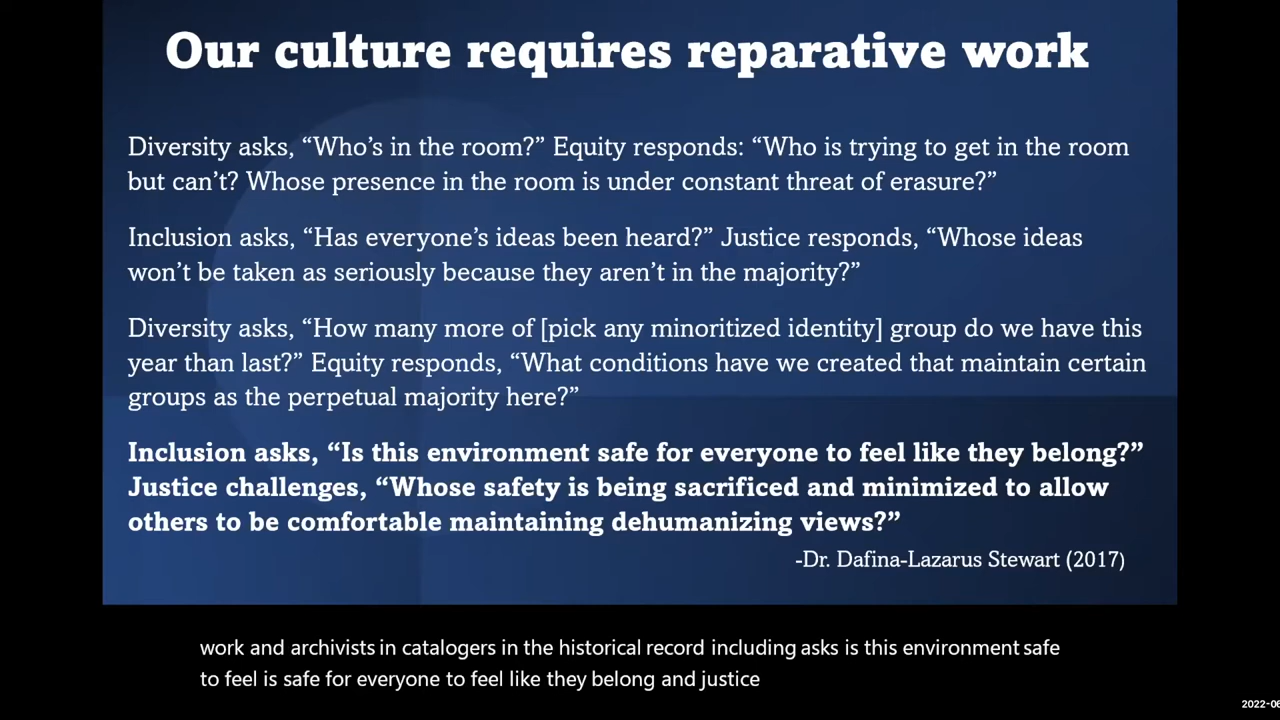 Our culture requires reparative work
Diversity asks, “Who’s in the room?” Equity responds: “Who is trying to get in the room
but can’t? Whose presence in the room is under constant threat of erasure?”
Inclusion asks, “Has everyone’s ideas been heard?” Justice responds, “Whose ideas
won’t be taken as seriously because they aren’t in the majority?”
Diversity asks, “How many more of [pick any minoritized identity] group do we have this
year than last?” Equity responds, “What conditions have we created that maintain certain
groups as the perpetual majority here?”
Inclusion asks, “Is this environment safe for everyone to feel like they belong?”
Justice challenges, “Whose safety is being sacrificed and minimized to allow
others to be comfortable maintaining dehumanizing views?”
-Dr. Dafina-Lazarus Stewart (2017)
work and archivists in catalogers in the historical record including asks is this environment safe
to feel is safe for everyone to feel like they belong and justice